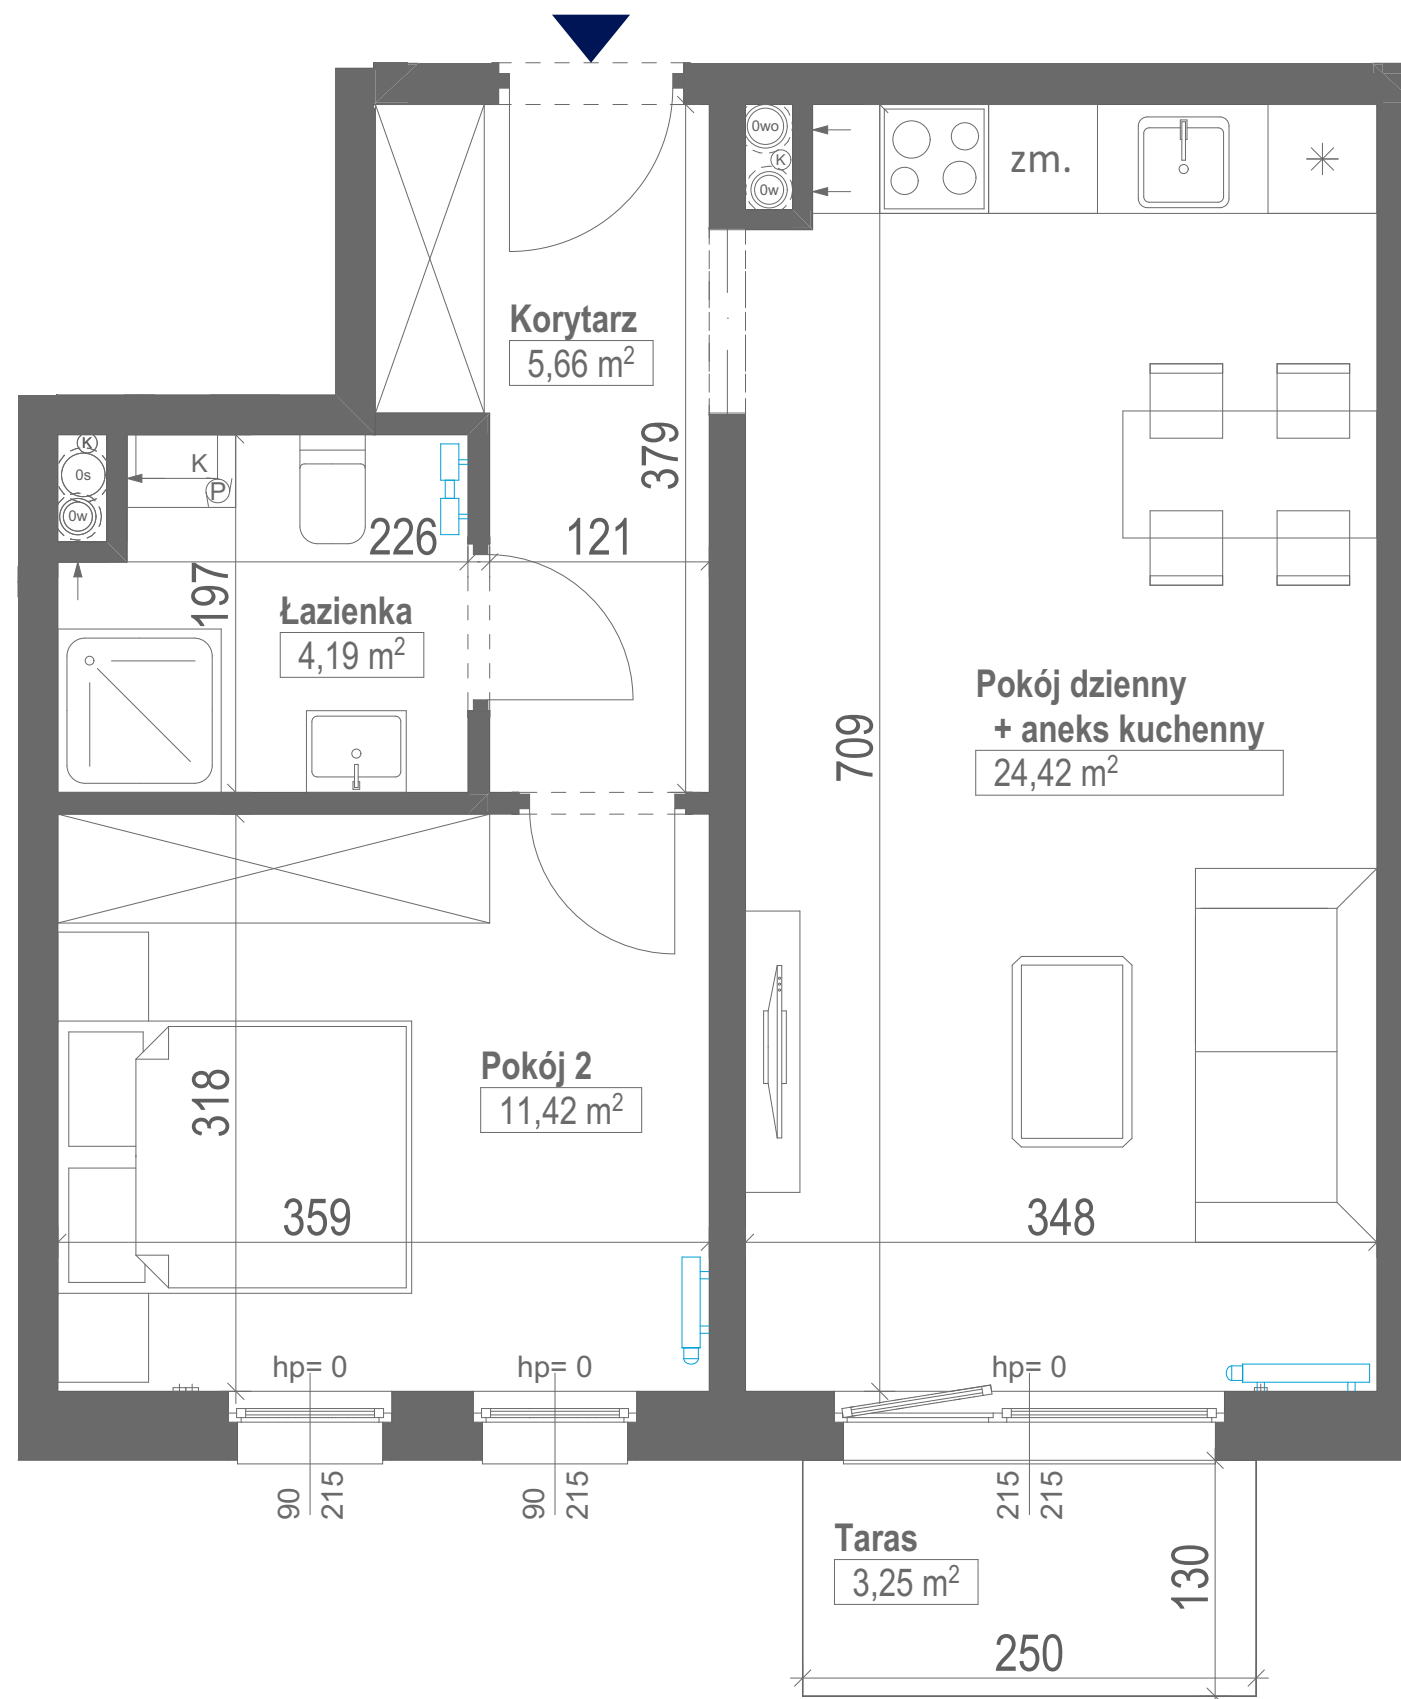 0wo
K
0w
zm.
Korytarz
5,66 m²
379
K
0s
0w
K
P
226
121
197
Łazienka
4,19 m²
Pokój dzienny
+ aneks kuchenny
24,42 m²
709
Pokój 2
11,42 m²
318
359
348
hp= 0
hp= 0
hp= 0
90
215
90
215
215
215
Taras
3,25 m²
130
250